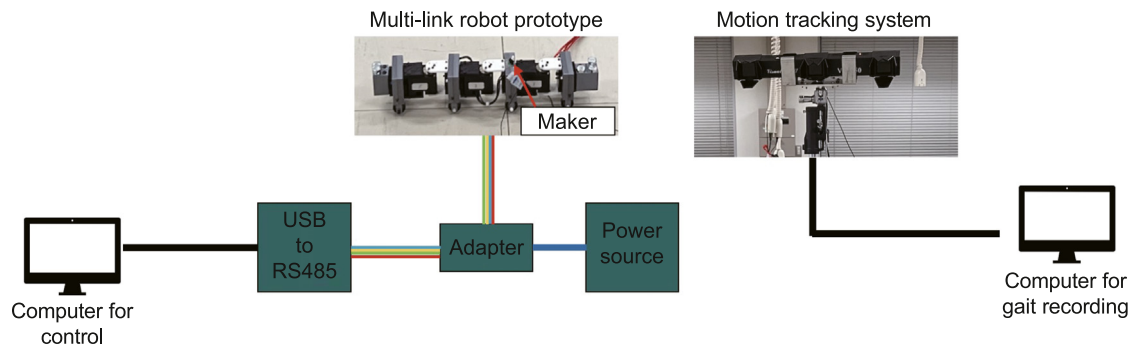 Multi-link robot prototype
Motion tracking system
Maker
USB
to
RS485
Adapter
Power
source
Computer for
control
Computer for
gait recording